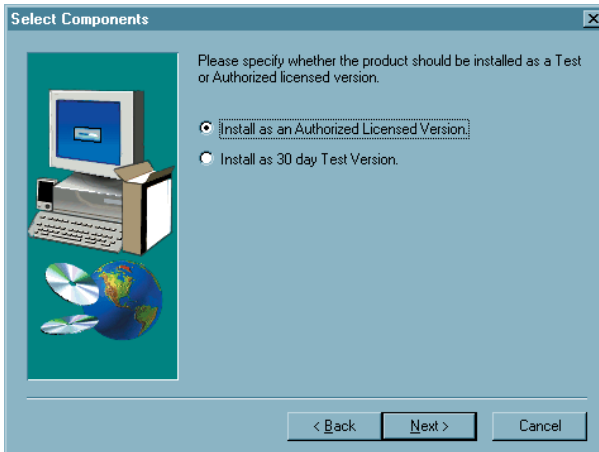 Select Components
Please specify whether the product should be installed as a Test
or Authorized licensed version.
Install as an Authorized Licensed Version.
Install as 30 day Test Version.
< Back
Next >
Cancel